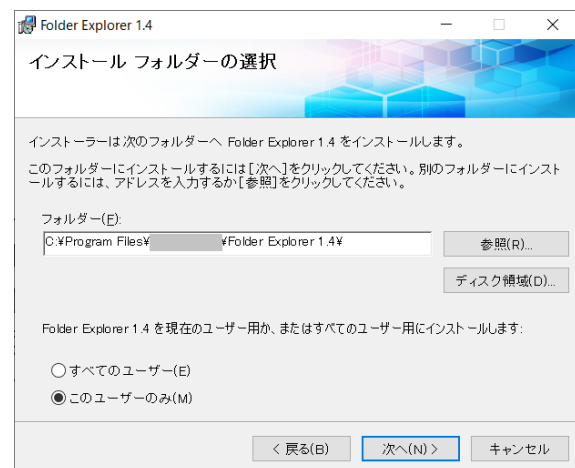 Folder Explorer 1.4
インストール フォルダーの選択
インストーラーは次のフォルダーへ Folder Explorer 1.4 をインストールします。
このフォルダーにインストールするには[次へ]をクリックしてください。別のフォルダーにインスト
ールするには、アドレスを入力するか[参照]をクリックしてください。
フォルダー(F):
C:¥Program Files¥ ¥Folder Explorer 1.4¥
参照(R)...
ディスク領域(D)...
Folder Explorer 1.4 を現在のユーザー用か、またはすべてのユーザー用にインストールします:
すべてのユーザー(E)
このユーザーのみ(M)
< 戻る(B)
次へ(N) >
キャンセル